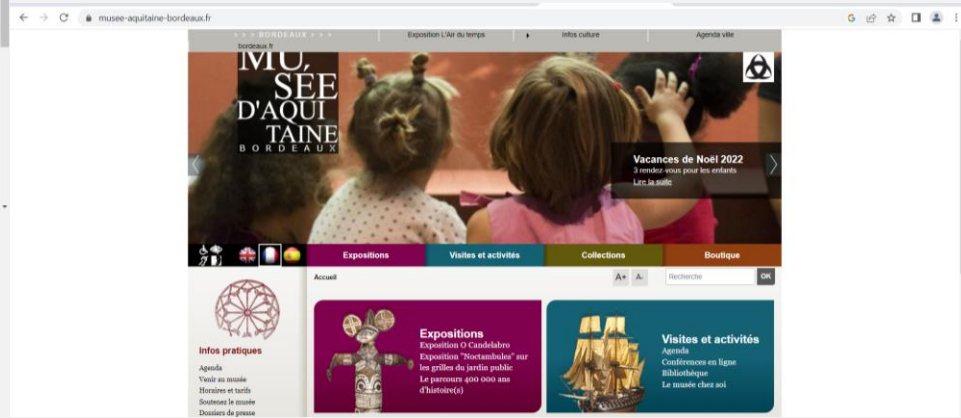 musee-aquitaine-bordeaux.fr
> > > BORDEAUX > > >
Exposition L'Air du temps
Infos culture
Agenda ville
bordeaux.fr
MU,
SÉE
D'AQUI
TAINE
BORDEAUX
Vacances de Noël 2022
3 rendez-vous pour les enfants
Lire la suite
Expositions
Visites et activités
Collections
Boutique
Accueil
A+
A-
Recherche
OK
Infos pratiques
Agenda
Venir au musée
Horaires et tarifs
Soutenez le musée
Dossiers de presse
Expositions
Exposition O Candelabro
Exposition "Noctambules" sur
les grilles du jardin public
Le parcours 400 000 ans
d'histoire(s)
Visites et activités
Agenda
Conférences en ligne
Bibliothèque
Le musée chez soi